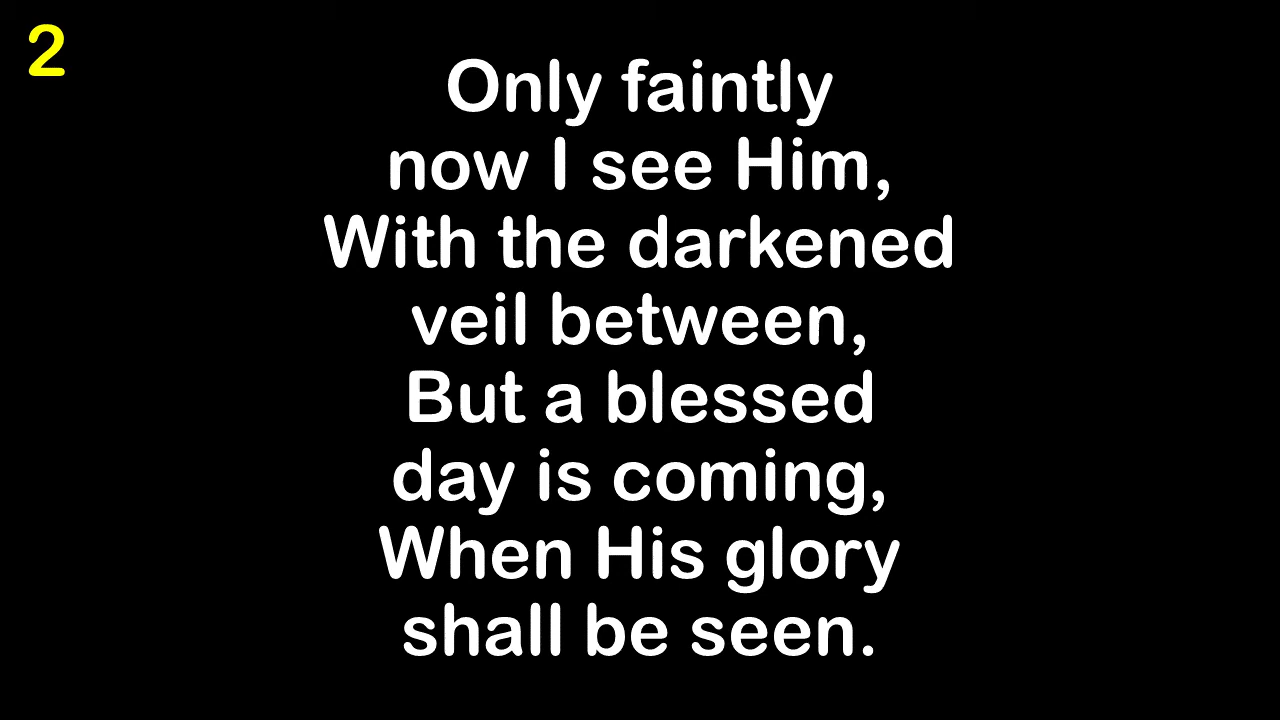 2
Only faintly
now I see Him,
With the darkened
veil between,
But a blessed
day is coming,
When His glory
shall be seen.